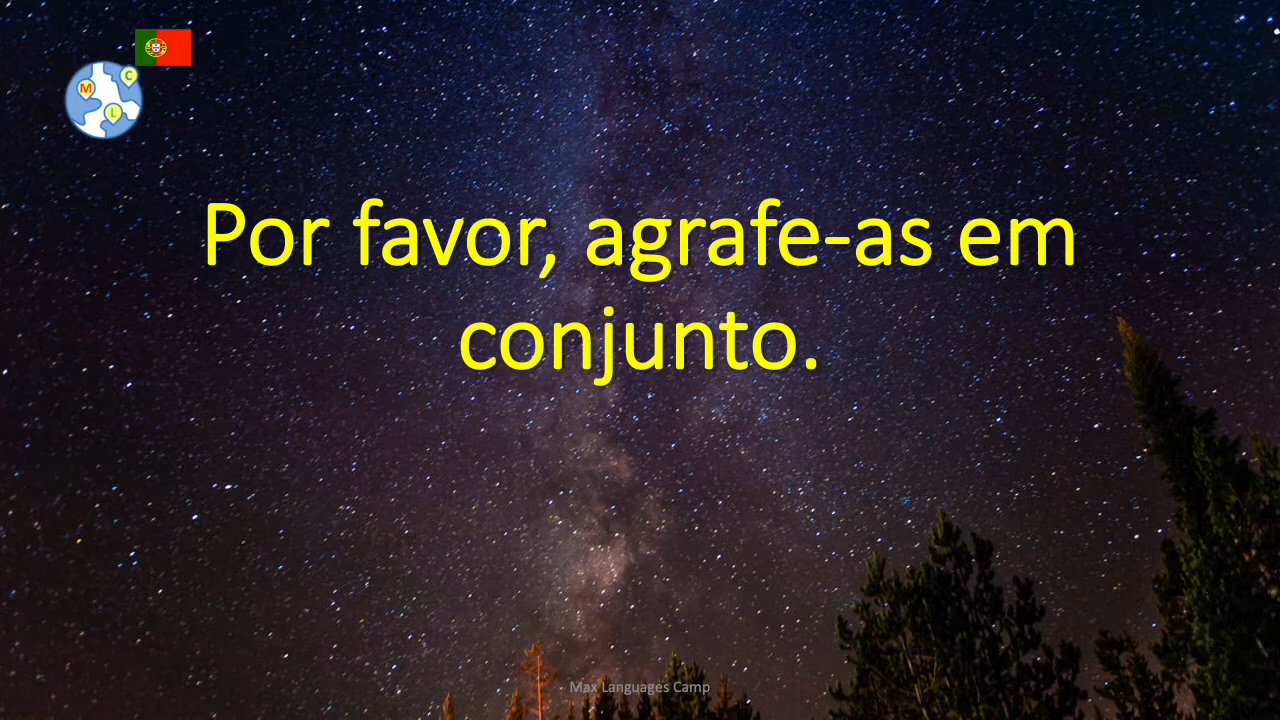 M
C
L
Por favor, agrafe-as em
conjunto.
Max Languages Camp